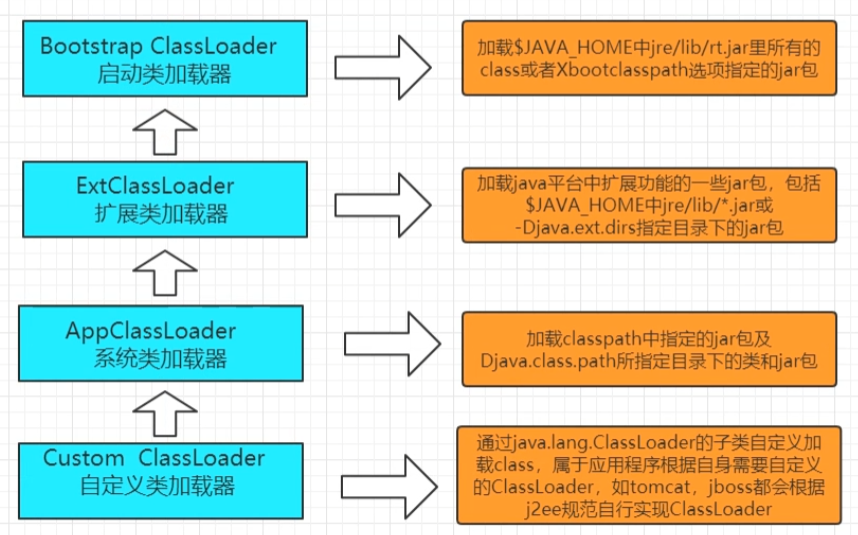 Bootstrap ClassLoader
启动类加载器
加载$JAVA_HOME中jre/lib/rt.jar里所有的
class或者Xbootclasspath选项指定的jar包
ExtClassLoader
扩展类加载器
加载java平台中扩展功能的一些jar包，包括
$JAVA_HOME中jre/lib/*.jar或
-Djava.ext.dirs指定目录下的jar包
AppClassLoader
系统类加载器
加载classpath中指定的jar包及
Djava.class.path所指定目录下的类和jar包
Custom ClassLoader
自定义类加载器
通过java.lang.ClassLoader的子类自定义加
载class，属于应用程序根据自身需要自定义
的ClassLoader，如tomcat，jboss都会根据
j2ee规范自行实现ClassLoader